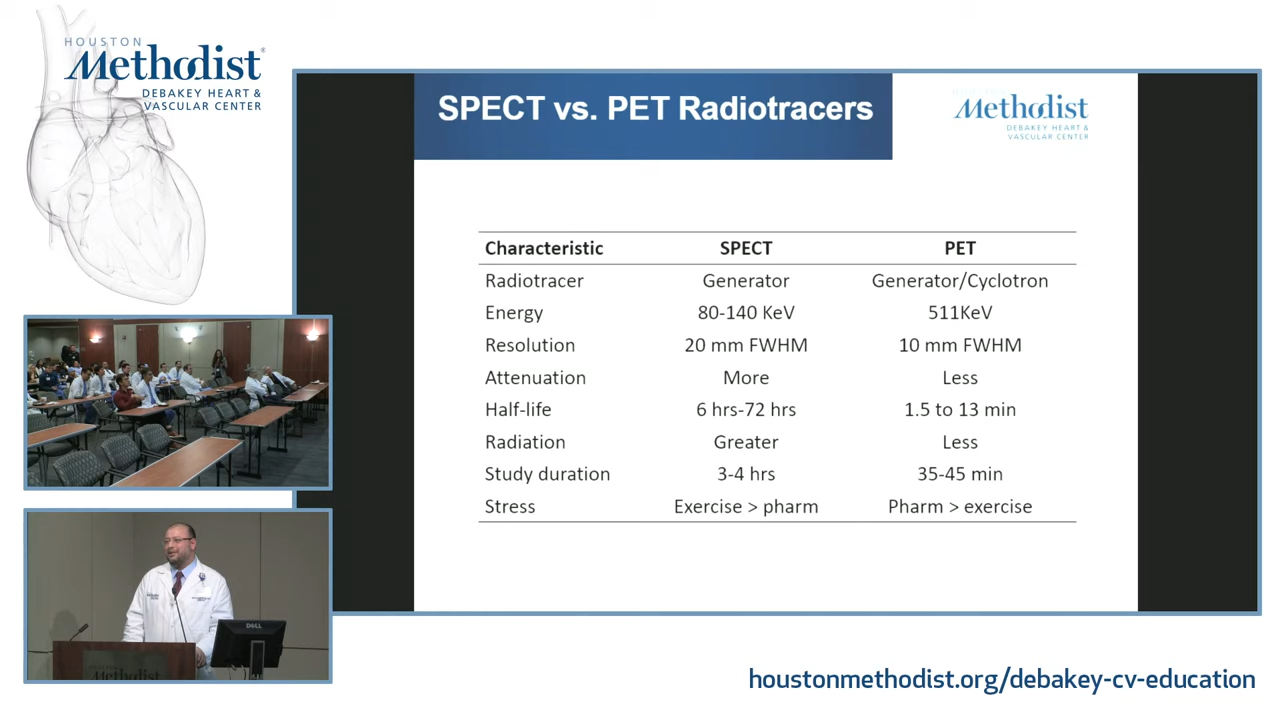 HOUSTON
Methodist
DEBAKEY HEART &
VASCULAR CENTER
SPECT vs. PET Radiotracers
Methodist
DEBAKEY HEART &
VASCULAR CENTER
Characteristic SPECT PET
Radiotracer Generator Generator/Cyclotron
Energy 80-140 KeV 511KeV
Resolution 20 mm FWHM 10 mm FWHM
Attenuation More Less
Half-life 6 hrs-72 hrs 1.5 to 13 min
Radiation Greater Less
Study duration 3-4 hrs 35-45 min
Stress Exercise > pharm Pharm > exercise
DELL
HOUSTON
Methodist
houstonmethodist.org/debakey-cv-education